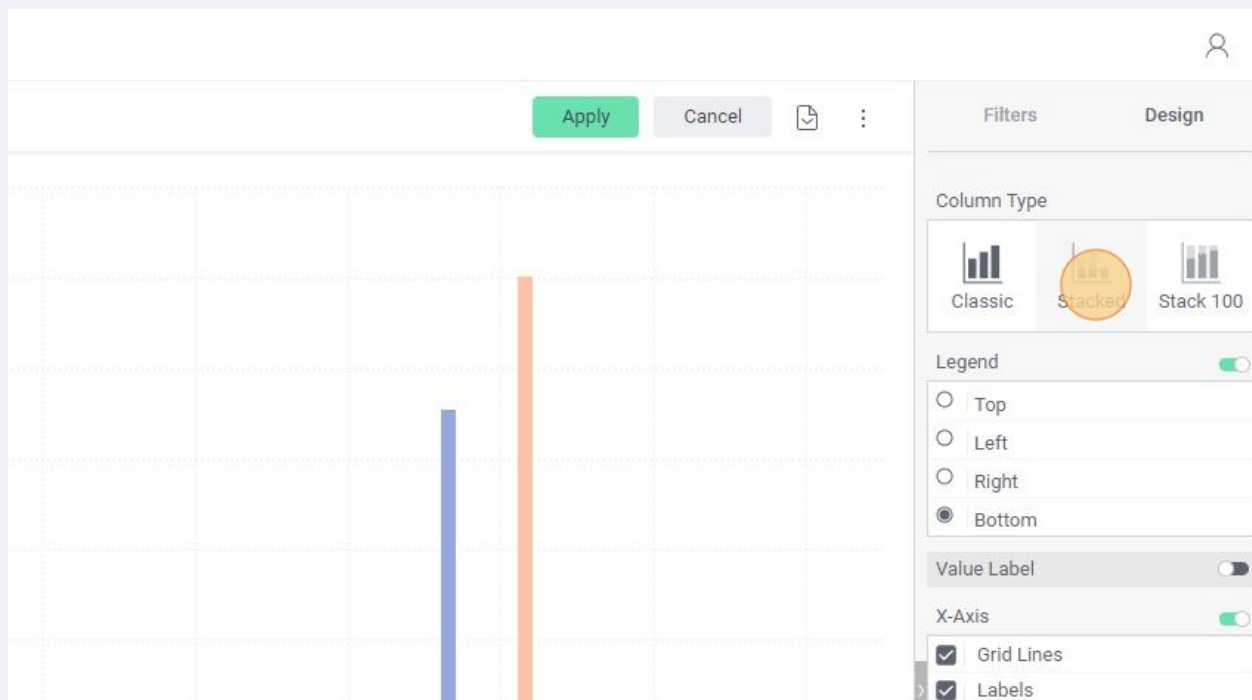 Apply Cancel
Filters Design
Column Type
Classic Stacked Stack 100
Legend
Top
Left
Right
Bottom
Value Label
X-Axis
Grid Lines
Labels